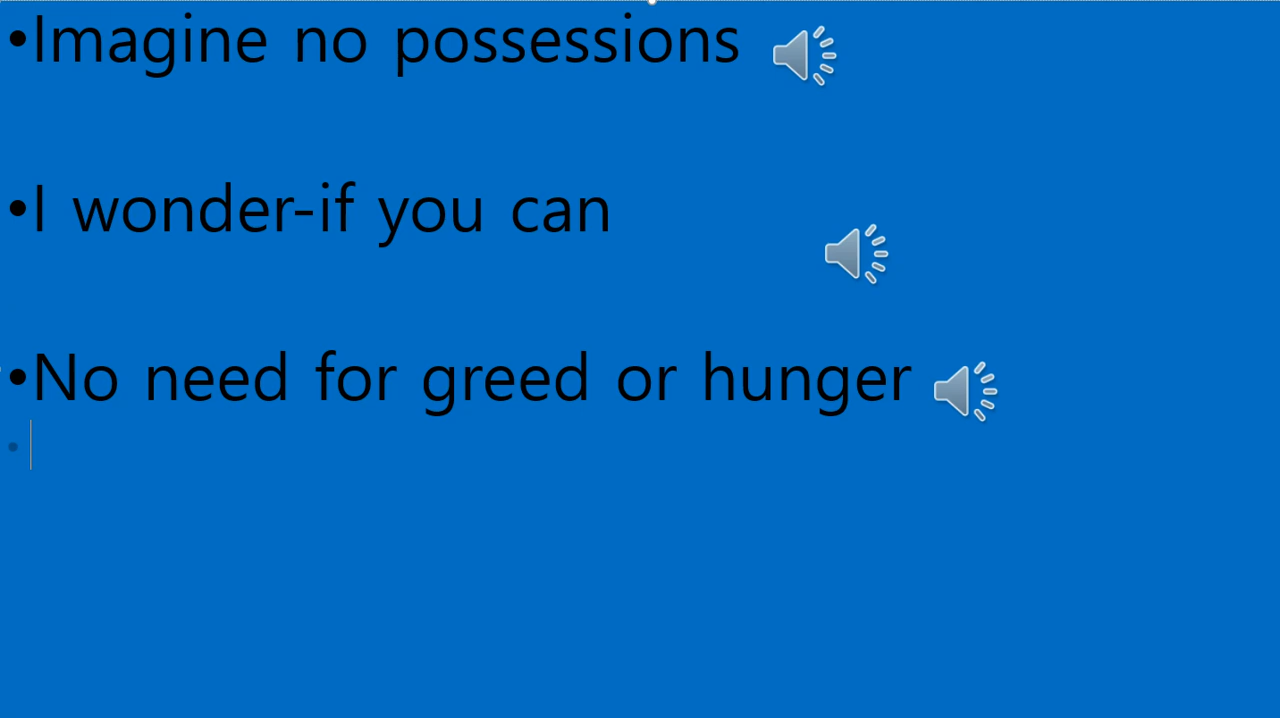 •Imagine no possessions
•I wonder-if you can
•No need for greed or hunger